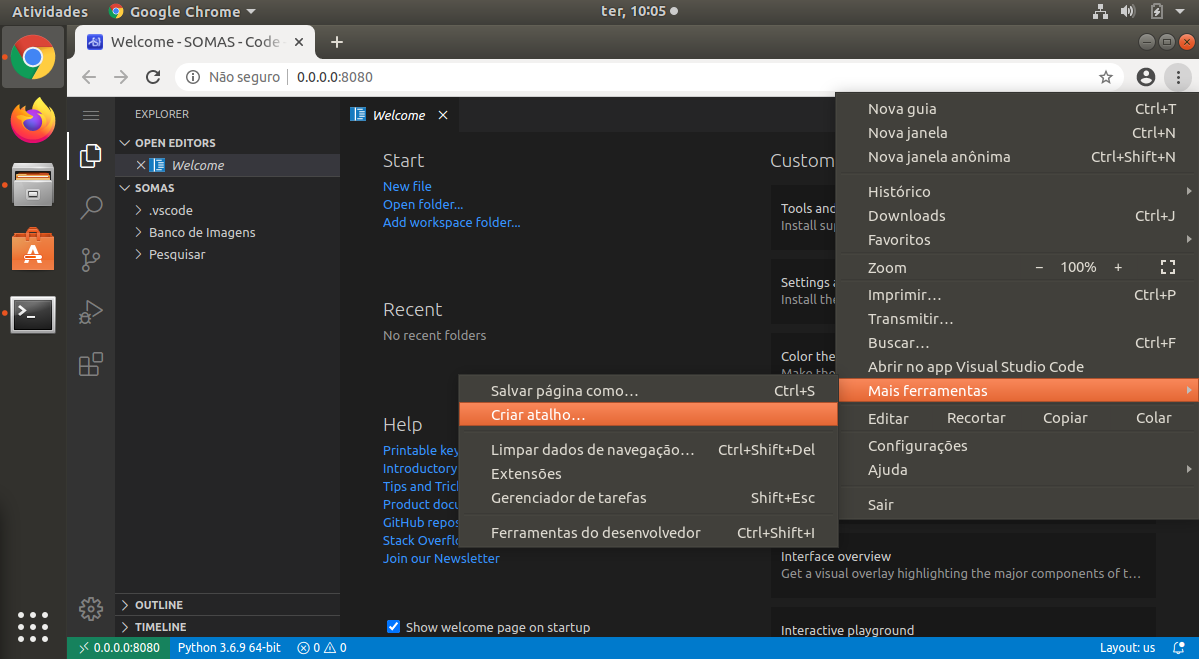 Atividades
Google Chrome
ter, 10:05
Welcome - SOMAS - Code
Não seguro
0.0.0.0:8080
EXPLORER
OPEN EDITORS
Welcome
SOMAS
.vscode
Banco de Imagens
Pesquisar
OUTLINE
TIMELINE
Welcome
Start
New file
Open folder...
Add workspace folder...
Recent
No recent folders
Help
Printable key
Introductory
Tips and Tric
Product docu
GitHub repos
Stack Overflo
Join our Newsletter
Show welcome page on startup
Custom
Tools and
Install sup
Settings a
Install the
Color the
Make the
Interface overview
Get a visual overlay highlighting the major components of t...
Interactive playground
Nova guia Ctrl+T
Nova janela Ctrl+N
Nova janela anônima Ctrl+Shift+N
Histórico
Downloads Ctrl+J
Favoritos
Zoom − 100% +
Imprimir… Ctrl+P
Transmitir…
Buscar… Ctrl+F
Abrir no app Visual Studio Code
Mais ferramentas
Editar Recortar Copiar Colar
Configurações
Ajuda
Sair
Salvar página como… Ctrl+S
Criar atalho…
Limpar dados de navegação… Ctrl+Shift+Del
Extensões
Gerenciador de tarefas Shift+Esc
Ferramentas do desenvolvedor Ctrl+Shift+I
0.0.0.0:8080 Python 3.6.9 64-bit 0 0 Layout: us